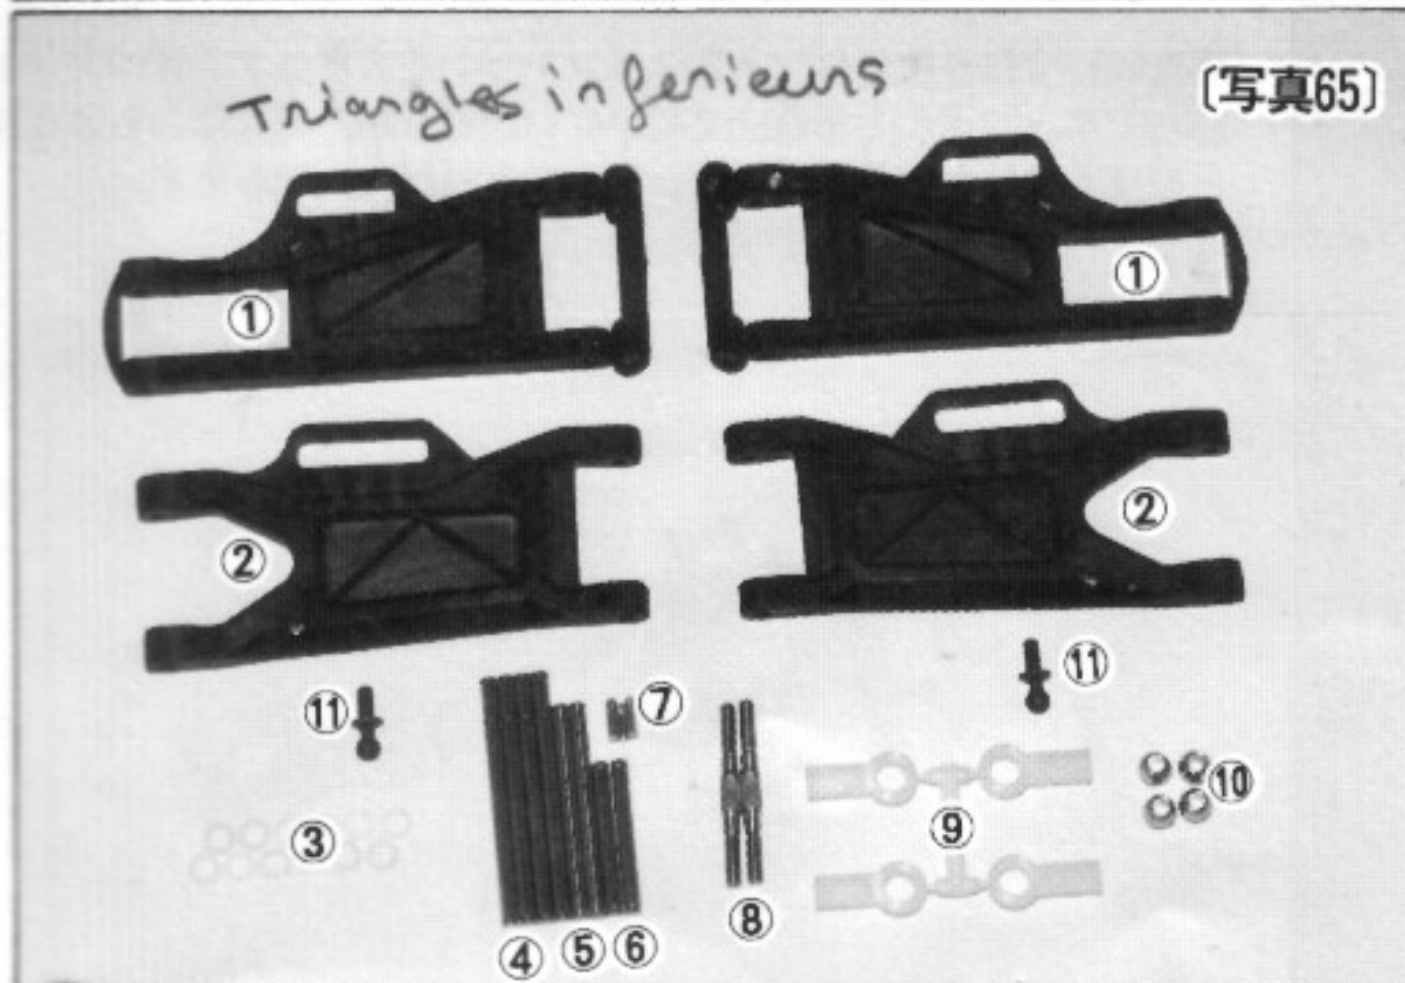 Triangles inferieurs
〔写真65〕
① ①
② ②
⑪ ⑪
⑦
③ ⑨ ⑩
④ ⑤ ⑥ ⑧